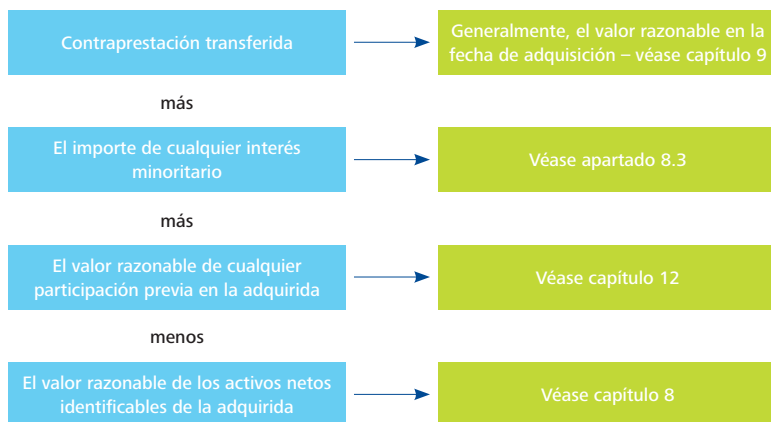 Contraprestación transferida
Generalmente, el valor razonable en la
fecha de adquisición – véase capítulo 9
más
El importe de cualquier interés
minoritario
Véase apartado 8.3
más
El valor razonable de cualquier
participación previa en la adquirida
Véase capítulo 12
menos
El valor razonable de los activos netos
identificables de la adquirida
Véase capítulo 8